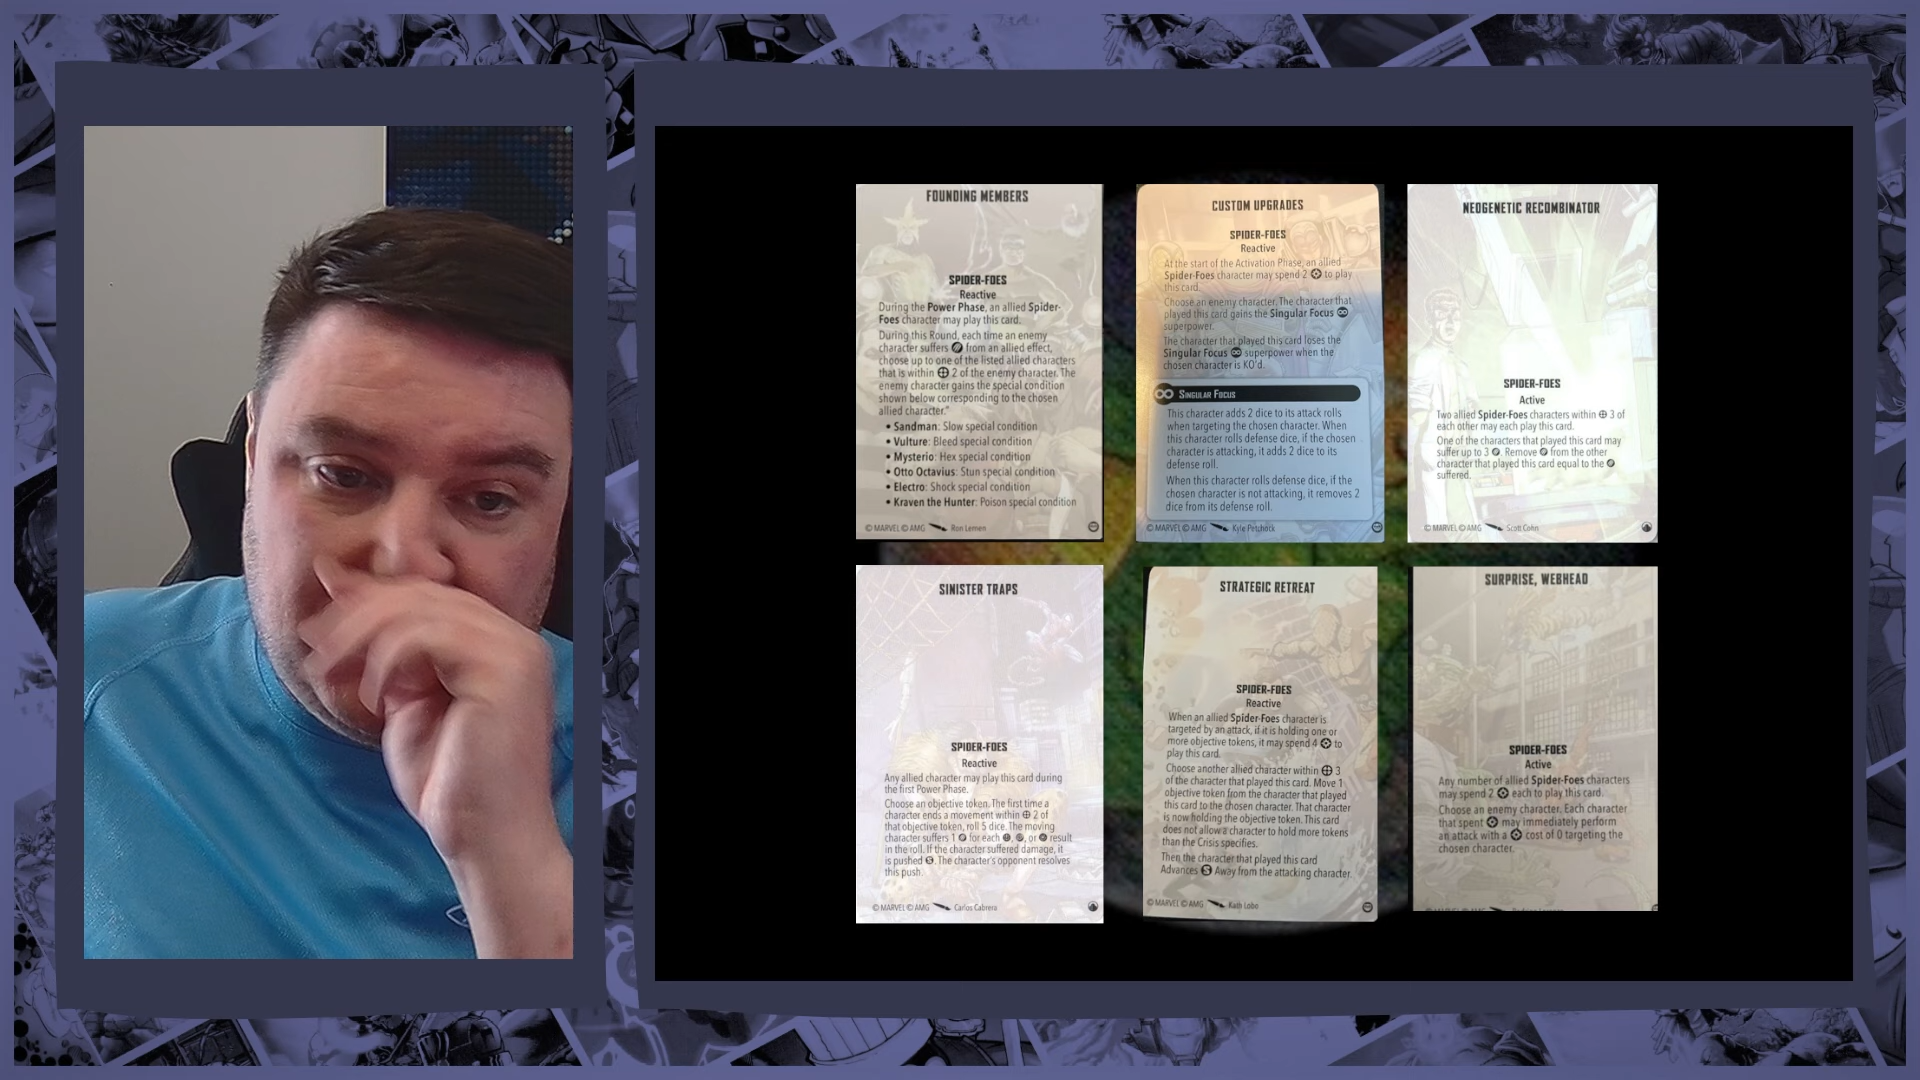 FOUNDING MEMBERS
SPIDER-FOES
Reactive
During the Power Phase, an allied Spider-
Foes character may play this card.
During this Round, each time an enemy
character suffers from an allied effect,
choose up to one of the listed allied characters
that is within 2 of the enemy character. The
enemy character gains the special condition
shown below corresponding to the chosen
allied character."
• Sandman: Slow special condition
• Vulture: Bleed special condition
• Mysterio: Hex special condition
• Otto Octavius: Stun special condition
• Electro: Shock special condition
• Kraven the Hunter: Poison special condition
© MARVEL © AMG Ron Lemen
CUSTOM UPGRADES
SPIDER-FOES
Reactive
At the start of the Activation Phase, an allied
Spider-Foes character may spend 2 to play
this card.
Choose an enemy character. The character that
played this card gains the Singular Focus
superpower.
The character that played this card loses the
Singular Focus superpower when the
chosen character is KO'd.
SINGULAR FOCUS
This character adds 2 dice to its attack rolls
when targeting the chosen character. When
this character rolls defense dice, if the chosen
character is attacking, it adds 2 dice to its
defense roll.
When this character rolls defense dice, if the
chosen character is not attacking, it removes 2
dice from its defense roll.
© MARVEL © AMG Kyle Petchock
NEOGENETIC RECOMBINATOR
SPIDER-FOES
Active
Two allied Spider-Foes characters within 3 of
each other may each play this card.
One of the characters that played this card may
suffer up to 3 . Remove from the other
character that played this card equal to the
suffered.
© MARVEL © AMG Scott Cohn
SINISTER TRAPS
SPIDER-FOES
Reactive
Any allied character may play this card during
the first Power Phase.
Choose an objective token. The first time a
character ends a movement within 2 of
that objective token, roll 5 dice. The moving
character suffers 1 for each , , or result
in the roll. If the character suffered damage, it
is pushed S. The character's opponent resolves
this push.
© MARVEL © AMG Carlos Cabrera
STRATEGIC RETREAT
SPIDER-FOES
Reactive
When an allied Spider-Foes character is
targeted by an attack, if it is holding one or
more objective tokens, it may spend 4 to
play this card.
Choose another allied character within 3
of the character that played this card. Move 1
objective token from the character that played
this card to the chosen character. That character
is now holding the objective token. This card
does not allow a character to hold more tokens
than the Crisis specifies.
Then the character that played this card
Advances S Away from the attacking character.
© MARVEL © AMG Kath Lobo
SURPRISE, WEBHEAD
SPIDER-FOES
Active
Any number of allied Spider-Foes characters
may spend 2 each to play this card.
Choose an enemy character. Each character
that spent may immediately perform
an attack with a cost of 0 targeting the
chosen character.